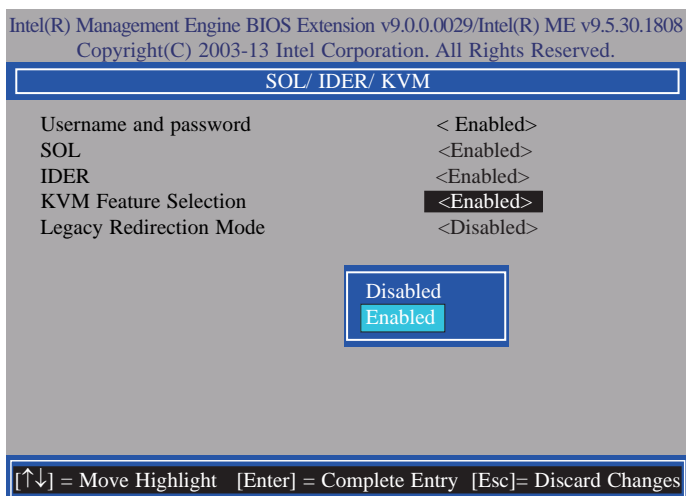 Intel(R) Management Engine BIOS Extension v9.0.0.0029/Intel(R) ME v9.5.30.1808
Copyright(C) 2003-13 Intel Corporation. All Rights Reserved.
SOL/ IDER/ KVM
Username and password < Enabled>
SOL <Enabled>
IDER <Enabled>
KVM Feature Selection <Enabled>
Legacy Redirection Mode <Disabled>
Disabled
Enabled
[↑↓] = Move Highlight [Enter] = Complete Entry [Esc]= Discard Changes